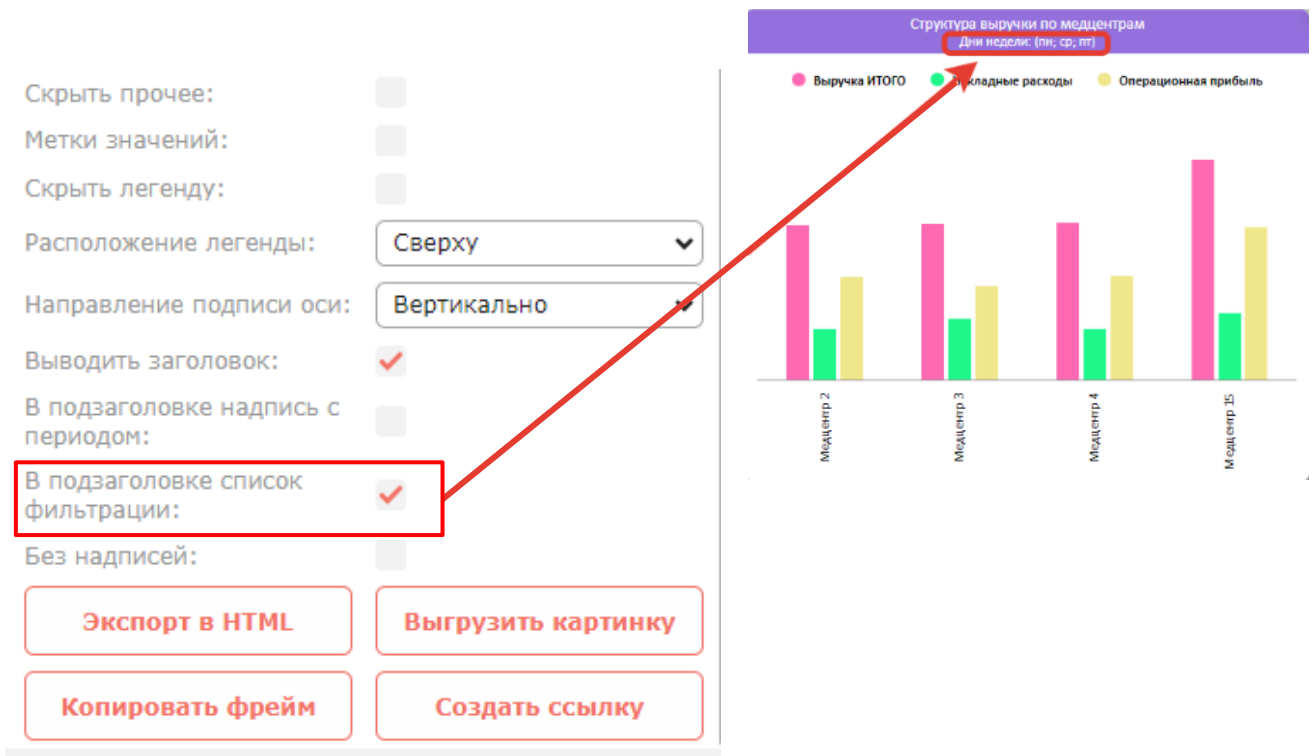 Скрыть прочее:
Метки значений:
Скрыть легенду:
Расположение легенды:
Сверху
Направление подписи оси:
Вертикально
Выводить заголовок:
В подзаголовке надпись с
периодом:
В подзаголовке список
фильтрации:
Без надписей:
Экспорт в HTML
Выгрузить картинку
Копировать фрейм
Создать ссылку
Структура выручки по медцентрам
Дни недели: (пн; ср; пт)
Выручка ИТОГО
расходы
Операционная прибыль
Медцентр 2
Медцентр 3
Медцентр 4
Медцентр 15